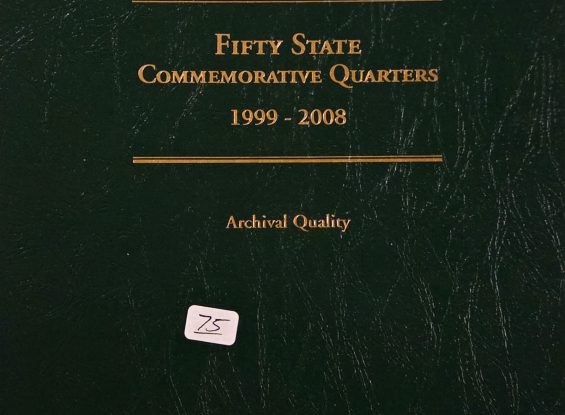 FIFTY STATE
COMMEMORATIVE QUARTERS
1999 - 2008
Archival Quality
75